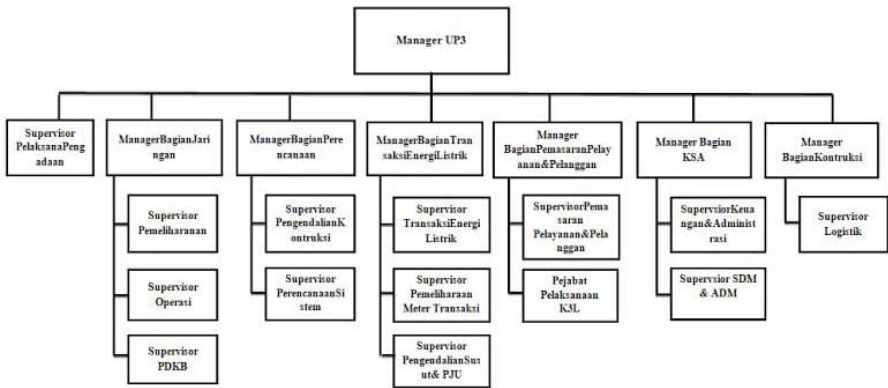 Manager UP3
Supervisor
PelaksanaPeng
adaan
ManagerBagianJari
ngan
ManagerBagianPere
ncanaan
ManagerBagianTran
saksiEnergiListrik
Manager
BagianPemasaranPelay
anan&Pelanggan
Manager Bagian
KSA
Manager
BagianKontruksi
Supervisor
Pemeliharanan
Supervisor
Operasi
Supervisor
PDKB
Supervisor
PengendalianK
ontruksi
Supervisor
PerencanaanSi
stem
Supervisor
TransaksiEnergi
Listrik
Supervisor
Pemeliharaan
Meter Transaksi
Supervisor
PengendalianSus
ut& PJU
SupervisorPema
saran
Pelayanan&Pela
nggan
Pejabat
Pelaksanaan
K3L
SupervsiorKeua
ngan&Administ
rasi
Supervsior SDM
& ADM
Supervisor
Logistik